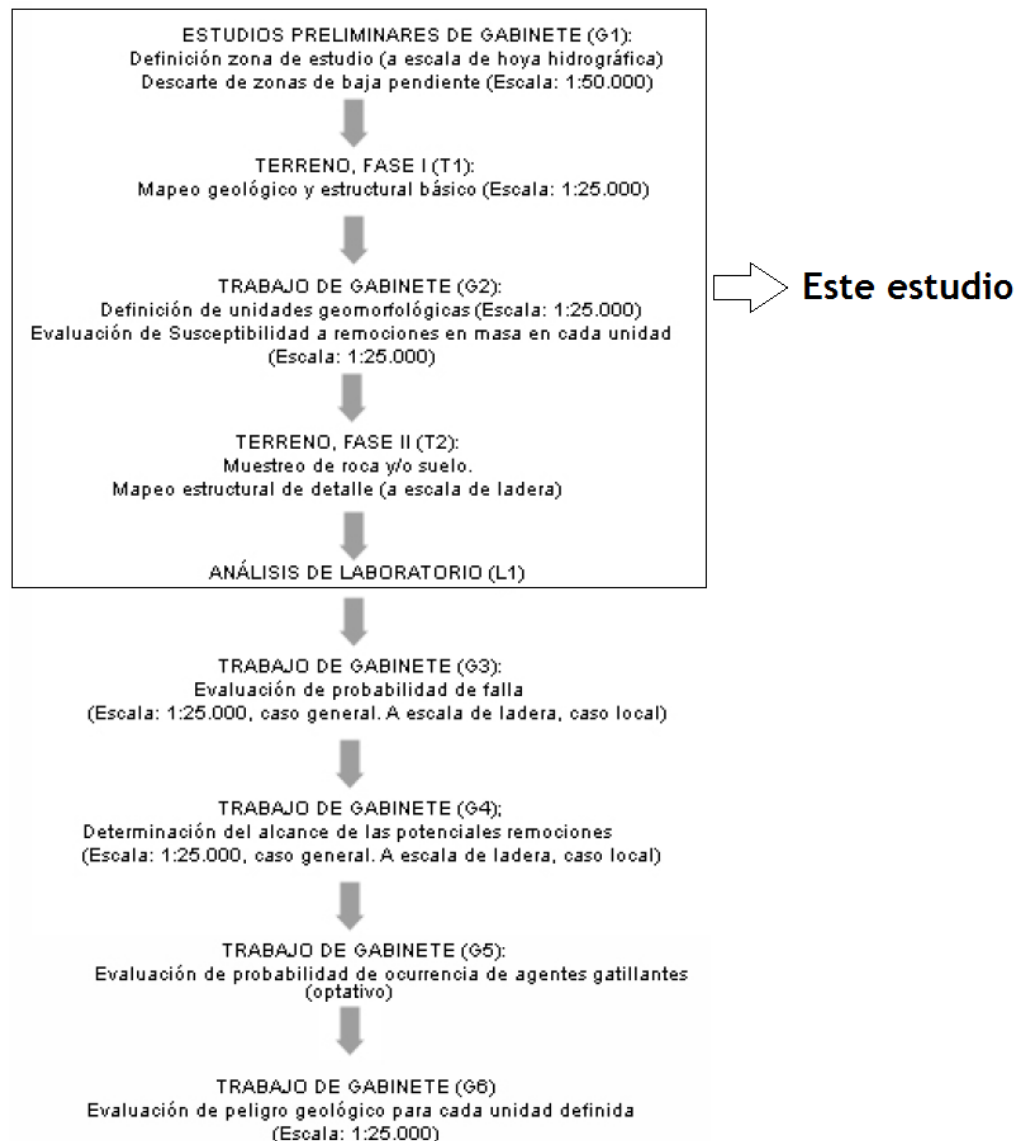 ESTUDIOS PRELIMINARES DE GABINETE (G1):
Definición zona de estudio (a escala de hoya hidrográfica)
Descarte de zonas de baja pendiente (Escala: 1:50.000)
TERRENO, FASE I (T1):
Mapeo geológico y estructural básico (Escala: 1:25.000)
TRABAJO DE GABINETE (G2):
Definición de unidades geomorfológicas (Escala: 1:25.000)
Evaluación de Susceptibilidad a remociones en masa en cada unidad
(Escala: 1:25.000)
Este estudio
TERRENO, FASE II (T2):
Muestreo de roca y/o suelo.
Mapeo estructural de detalle (a escala de ladera)
ANÁLISIS DE LABORATORIO (L1)
TRABAJO DE GABINETE (G3):
Evaluación de probabilidad de falla
(Escala: 1:25.000, caso general. A escala de ladera, caso local)
TRABAJO DE GABINETE (G4);
Determinación del alcance de las potenciales remociones
(Escala: 1:25.000, caso general. A escala de ladera, caso local)
TRABAJO DE GABINETE (G5):
Evaluación de probabilidad de ocurrencia de agentes gatillantes
(optativo)
TRABAJO DE GABINETE (G6)
Evaluación de peligro geológico para cada unidad definida
(Escala: 1:25.000)